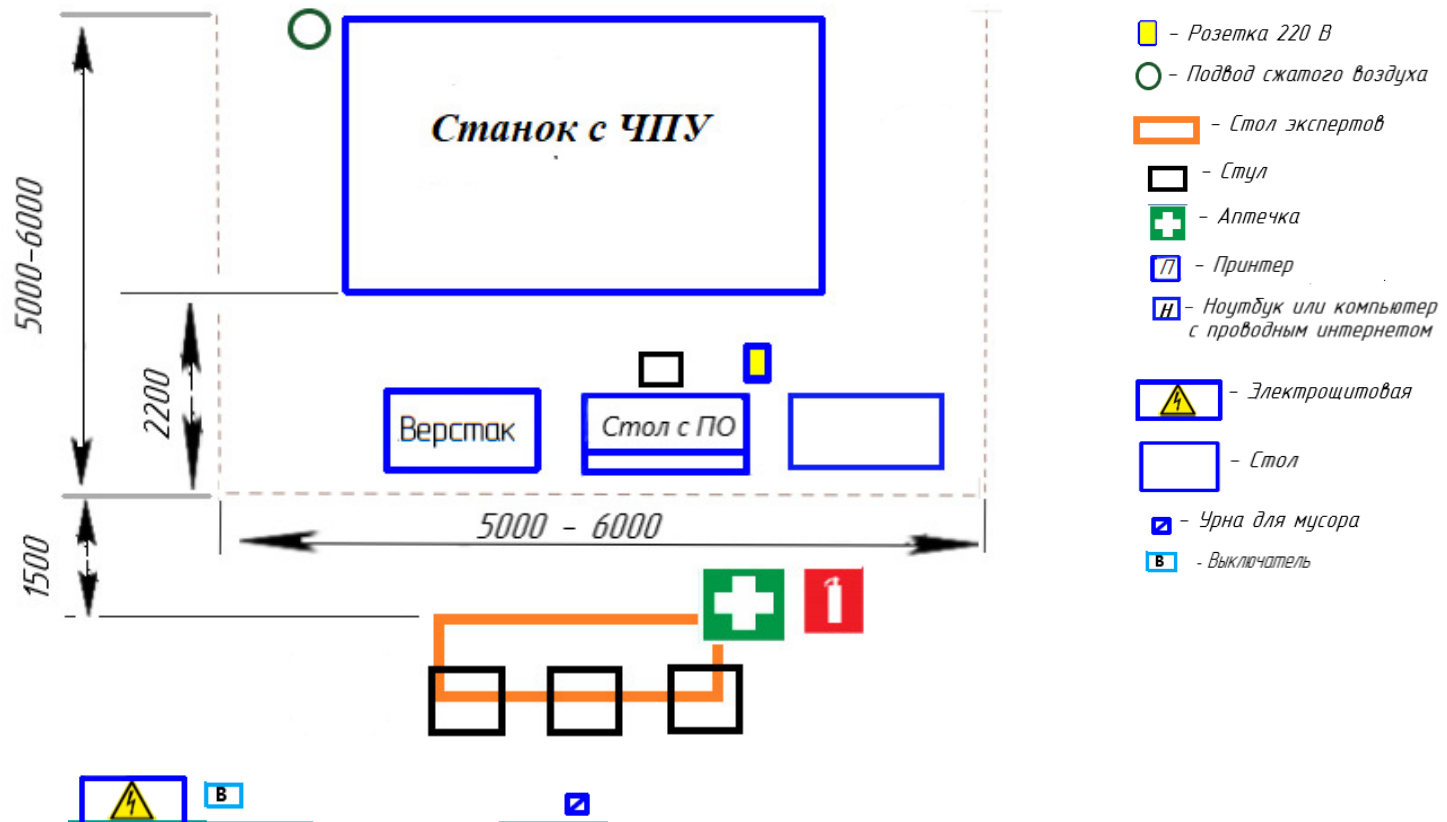 Станок с ЧПУ
5000-6000
2200
Верстак
Стол с ПО
5000 - 6000
1500
В
- Розетка 220 В
- Подвод сжатого воздуха
- Стол экспертов
- Стул
- Аптечка
П - Принтер
Н - Ноутбук или компьютер
с проводным интернетом
- Электрощитовая
- Стол
- Урна для мусора
В - Выключатель